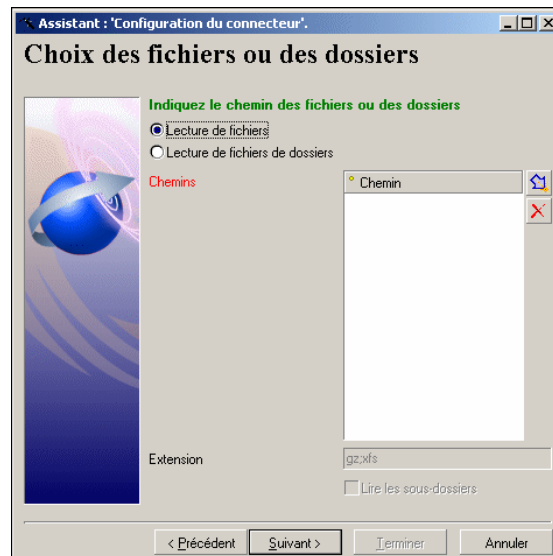 Assistant : 'Configuration du connecteur'.
Choix des fichiers ou des dossiers
Indiquez le chemin des fichiers ou des dossiers
Lecture de fichiers
Lecture de fichiers de dossiers
Chemins
Chemin
Extension
gz;xfs
Lire les sous-dossiers
< Précédent
Suivant >
Terminer
Annuler